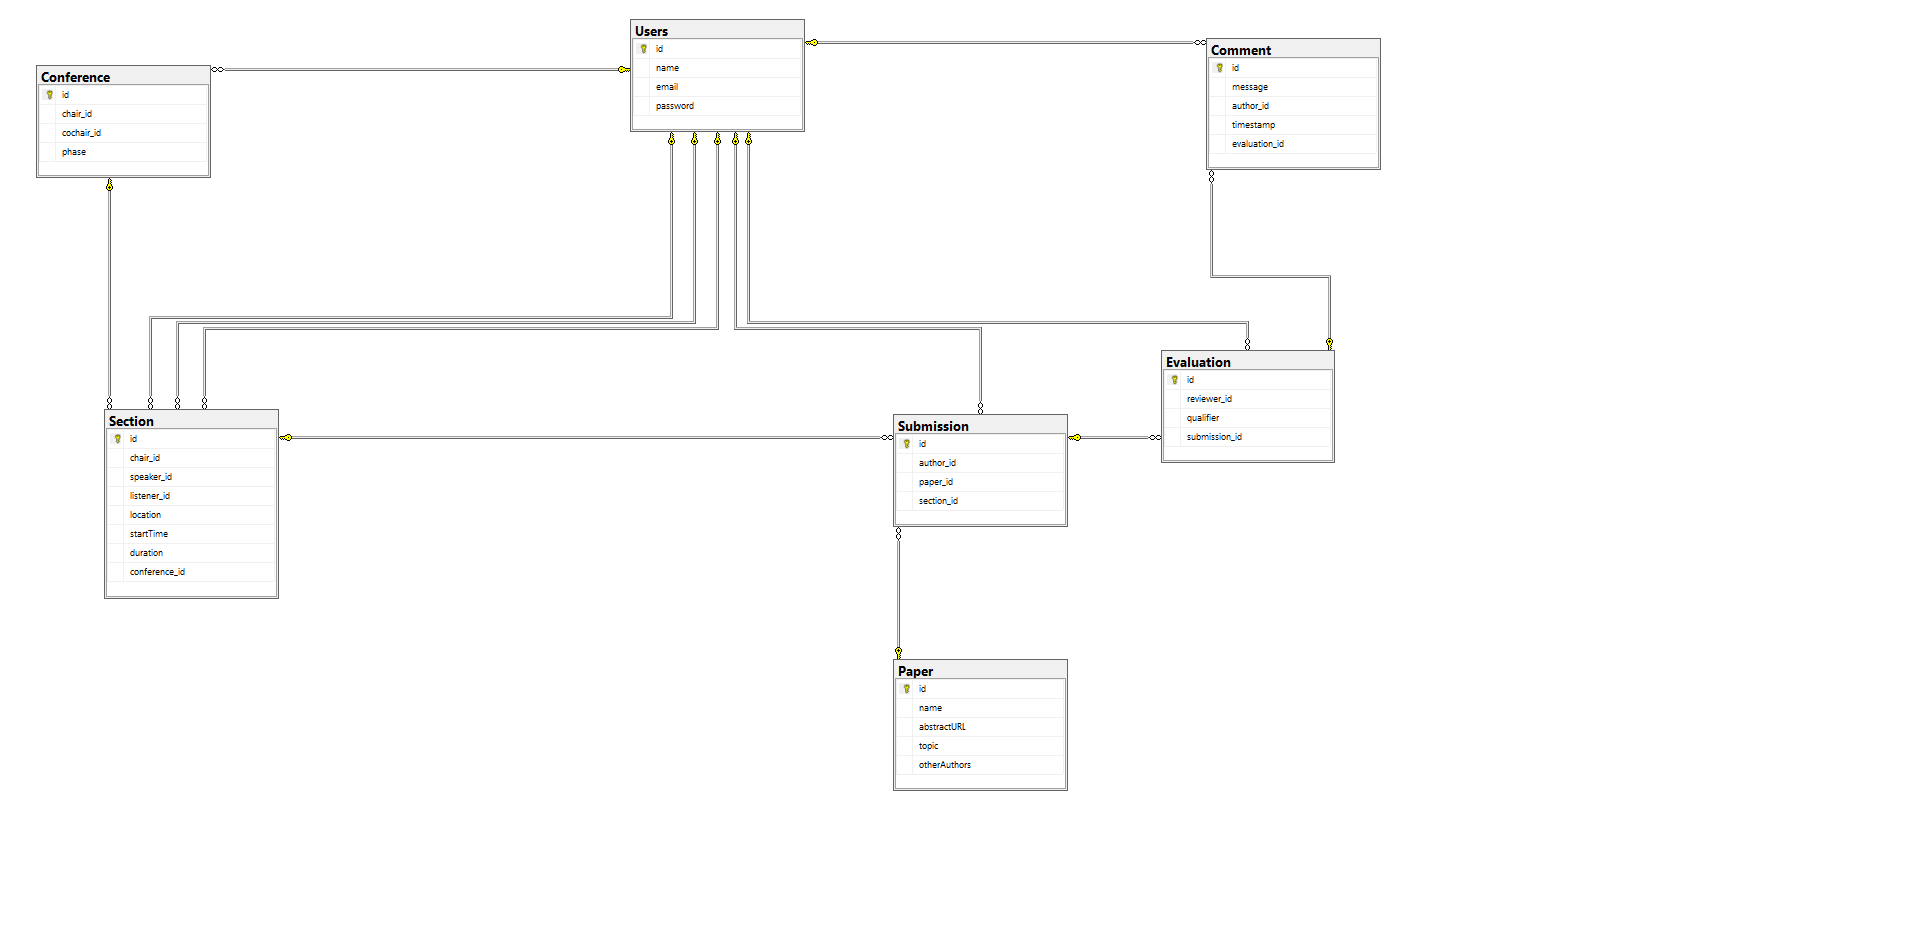 Users
id
name
email
password
Comment
id
message
author_id
timestamp
evaluation_id
Conference
id
chair_id
cochair_id
phase
Evaluation
id
reviewer_id
qualifier
submission_id
Section
id
chair_id
speaker_id
listener_id
location
startTime
duration
conference_id
Submission
id
author_id
paper_id
section_id
Paper
id
name
abstractURL
topic
otherAuthors